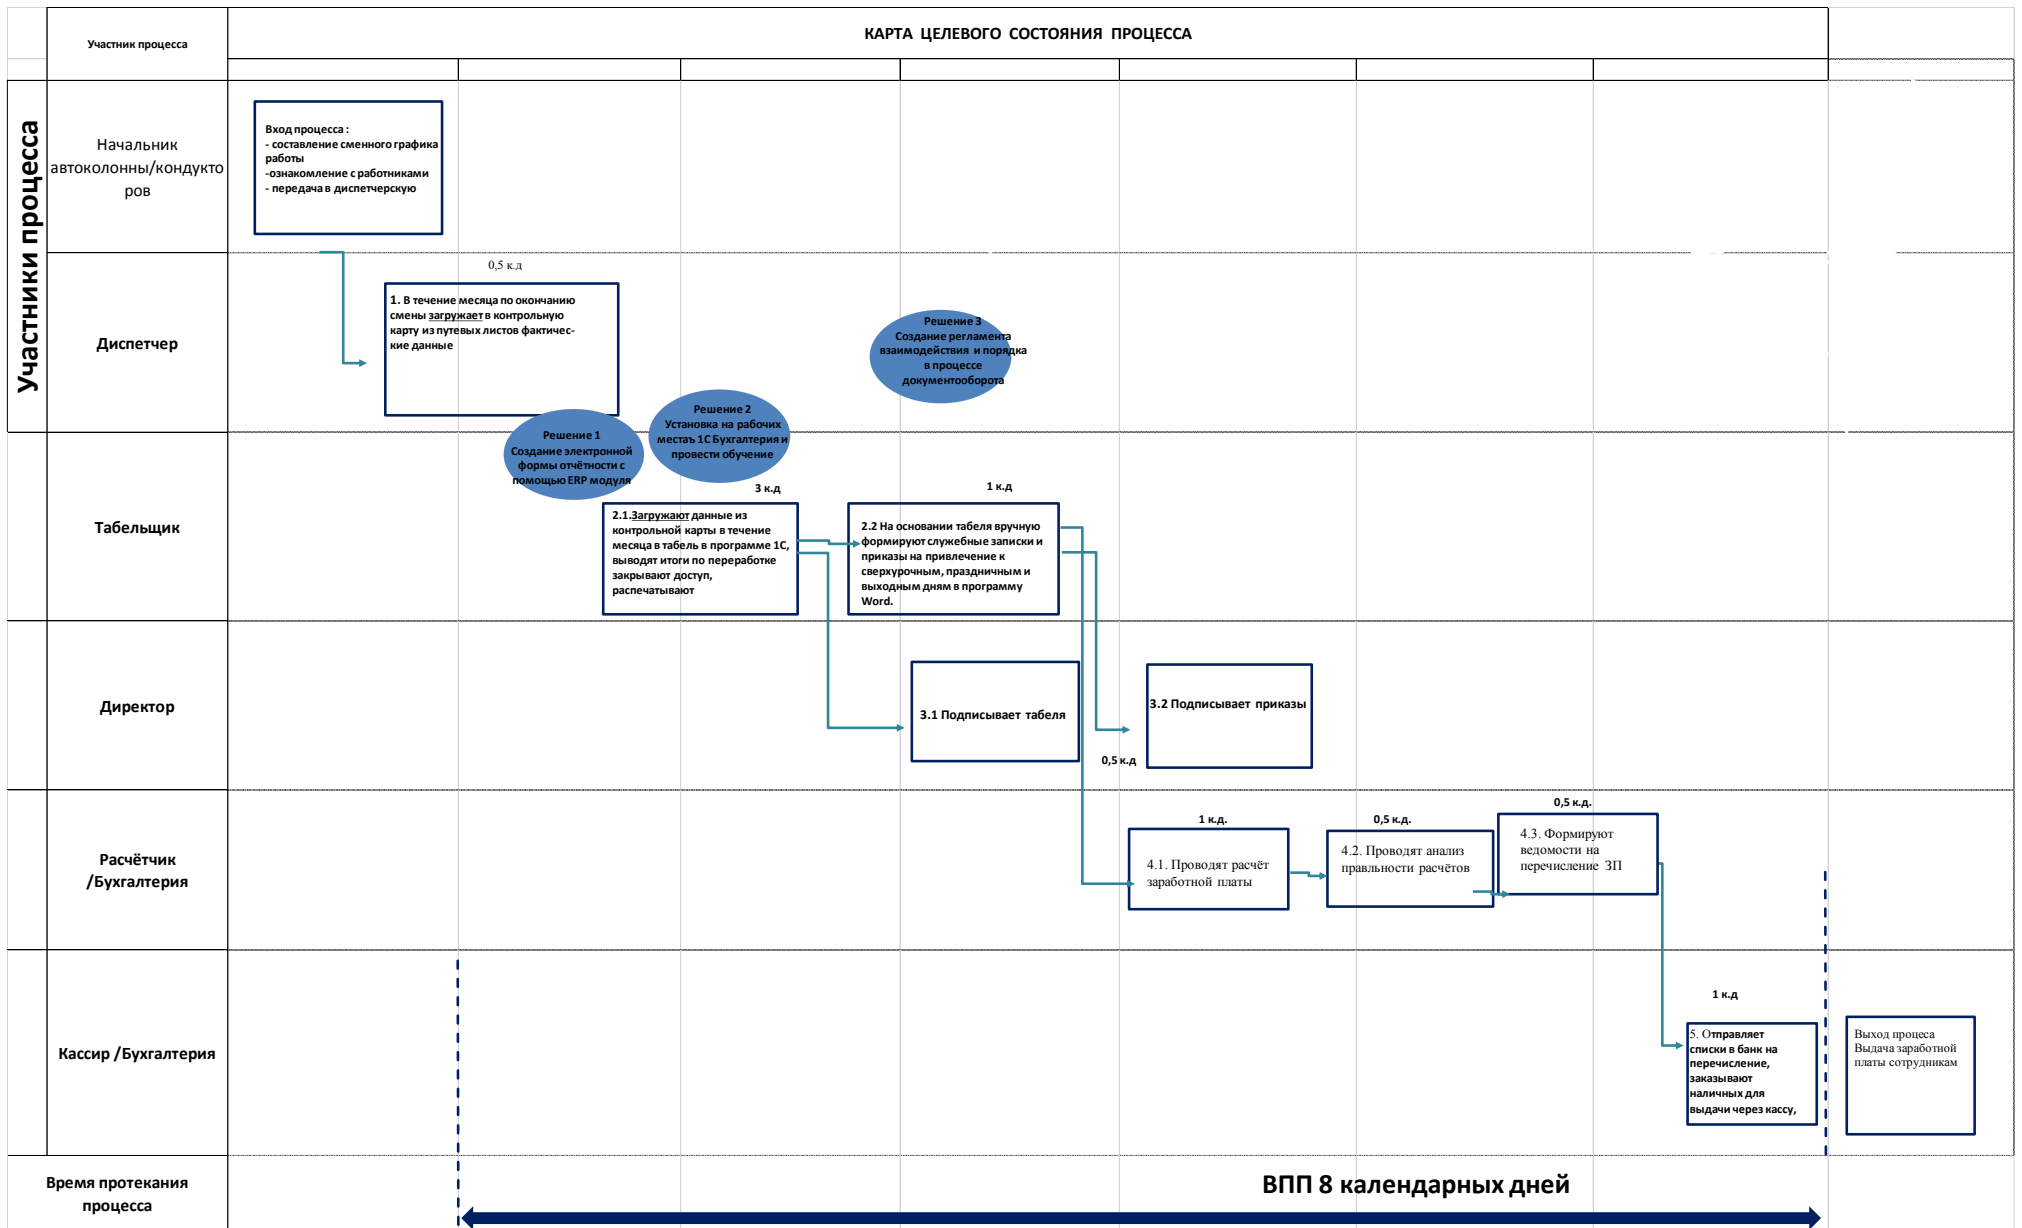 Участник процесса
КАРТА ЦЕЛЕВОГО СОСТОЯНИЯ ПРОЦЕССА
Участники процесса
Начальник
автоколонны/кондукто
ров
Вход процесса :
- составление сменного графика
работы
-ознакомление с работниками
- передача в диспетчерскую
Диспетчер
0,5 к.д
1. В течение месяца по окончанию
смены загружает в контрольную
карту из путевых листов фактичес-
кие данные
Решение 3
Создание регламента
взаимодействия и порядка
в процессе
документооборота
Решение 2
Установка на рабочих
местаъ 1С Бухгалтерия и
провести обучение
Решение 1
Создание электронной
формы отчётности с
помощью ERP модуля
Табельщик
3 к.д
2.1.Загружают данные из
контрольной карты в течение
месяца в табель в программе 1С,
выводят итоги по переработке
закрывают доступ,
распечатывают
1 к.д
2.2 На основании табеля вручную
формируют служебные записки и
приказы на привлечение к
сверхурочным, праздничным и
выходным дням в программу
Word.
Директор
3.1 Подписывает табеля
3.2 Подписывает приказы
0,5 к.д
Расчётчик
/Бухгалтерия
1 к.д.
4.1. Проводят расчёт
заработной платы
0,5 к.д.
4.2. Проводят анализ
правльности расчётов
0,5 к.д.
4.3. Формируют
ведомости на
перечисление ЗП
Кассир /Бухгалтерия
1 к.д
5. Отправляет
списки в банк на
перечисление,
заказывают
наличных для
выдачи через кассу,
Выход процеса
Выдача заработной
платы сотрудникам
Время протекания
процесса
ВПП 8 календарных дней